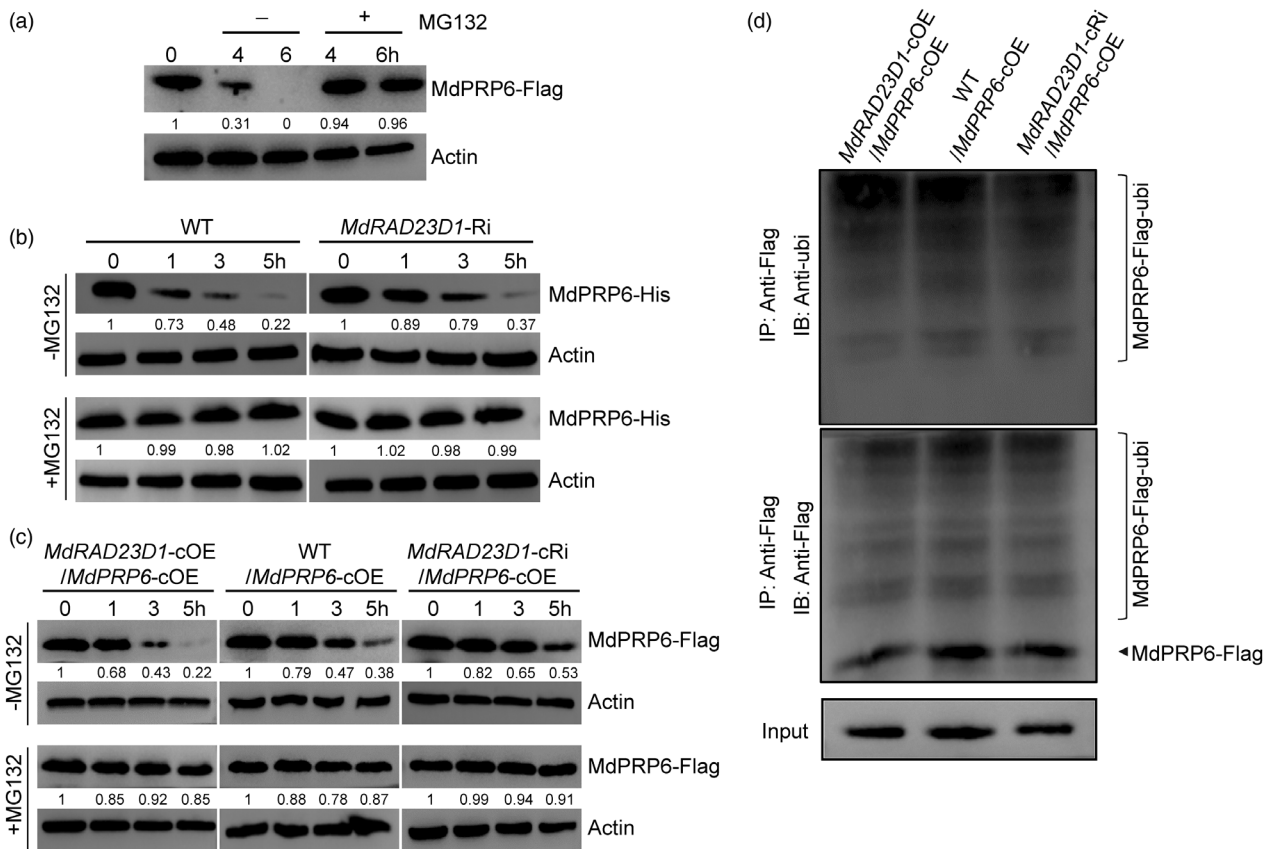 (a)
− + MG132
0 4 6 4 6h
MdPRP6-Flag
1 0.31 0 0.94 0.96
Actin
(b)
WT MdRAD23D1-Ri
0 1 3 5h 0 1 3 5h
-MG132
MdPRP6-His
1 0.73 0.48 0.22 1 0.89 0.79 0.37
Actin
+MG132
MdPRP6-His
1 0.99 0.98 1.02 1 1.02 0.98 0.99
Actin
(c)
MdRAD23D1-cOE WT MdRAD23D1-cRi
/MdPRP6-cOE /MdPRP6-cOE /MdPRP6-cOE
0 1 3 5h 0 1 3 5h 0 1 3 5h
-MG132
MdPRP6-Flag
1 0.68 0.43 0.22 1 0.79 0.47 0.38 1 0.82 0.65 0.53
Actin
+MG132
MdPRP6-Flag
1 0.85 0.92 0.85 1 0.88 0.78 0.87 1 0.99 0.94 0.91
Actin
(d)
MdRAD23D1-cOE
/MdPRP6-cOE
WT
/MdPRP6-cOE
MdRAD23D1-cRi
/MdPRP6-cOE
IP: Anti-Flag
IB: Anti-ubi
MdPRP6-Flag-ubi
IP: Anti-Flag
IB: Anti-Flag
MdPRP6-Flag-ubi
MdPRP6-Flag
Input